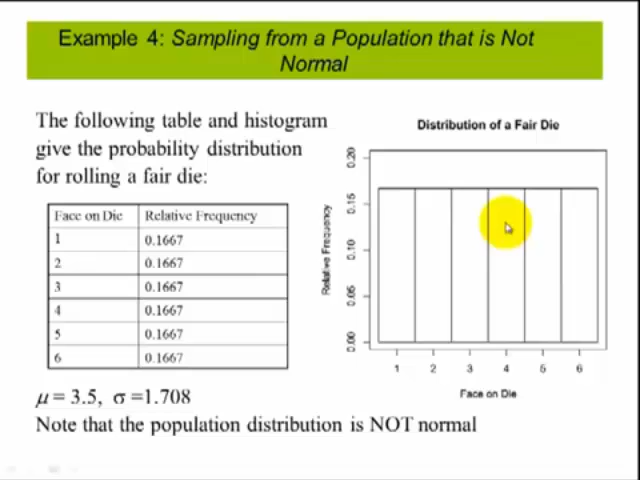 Example 4: Sampling from a Population that is Not
Normal
The following table and histogram
give the probability distribution
for rolling a fair die:
Face on Die Relative Frequency
1 0.1667
2 0.1667
3 0.1667
4 0.1667
5 0.1667
6 0.1667
μ = 3.5, σ =1.708
Note that the population distribution is NOT normal
Distribution of a Fair Die
Relative Frequency
0.20
0.15
0.10
0.05
0.00
1 2 3 4 5 6
Face on Die